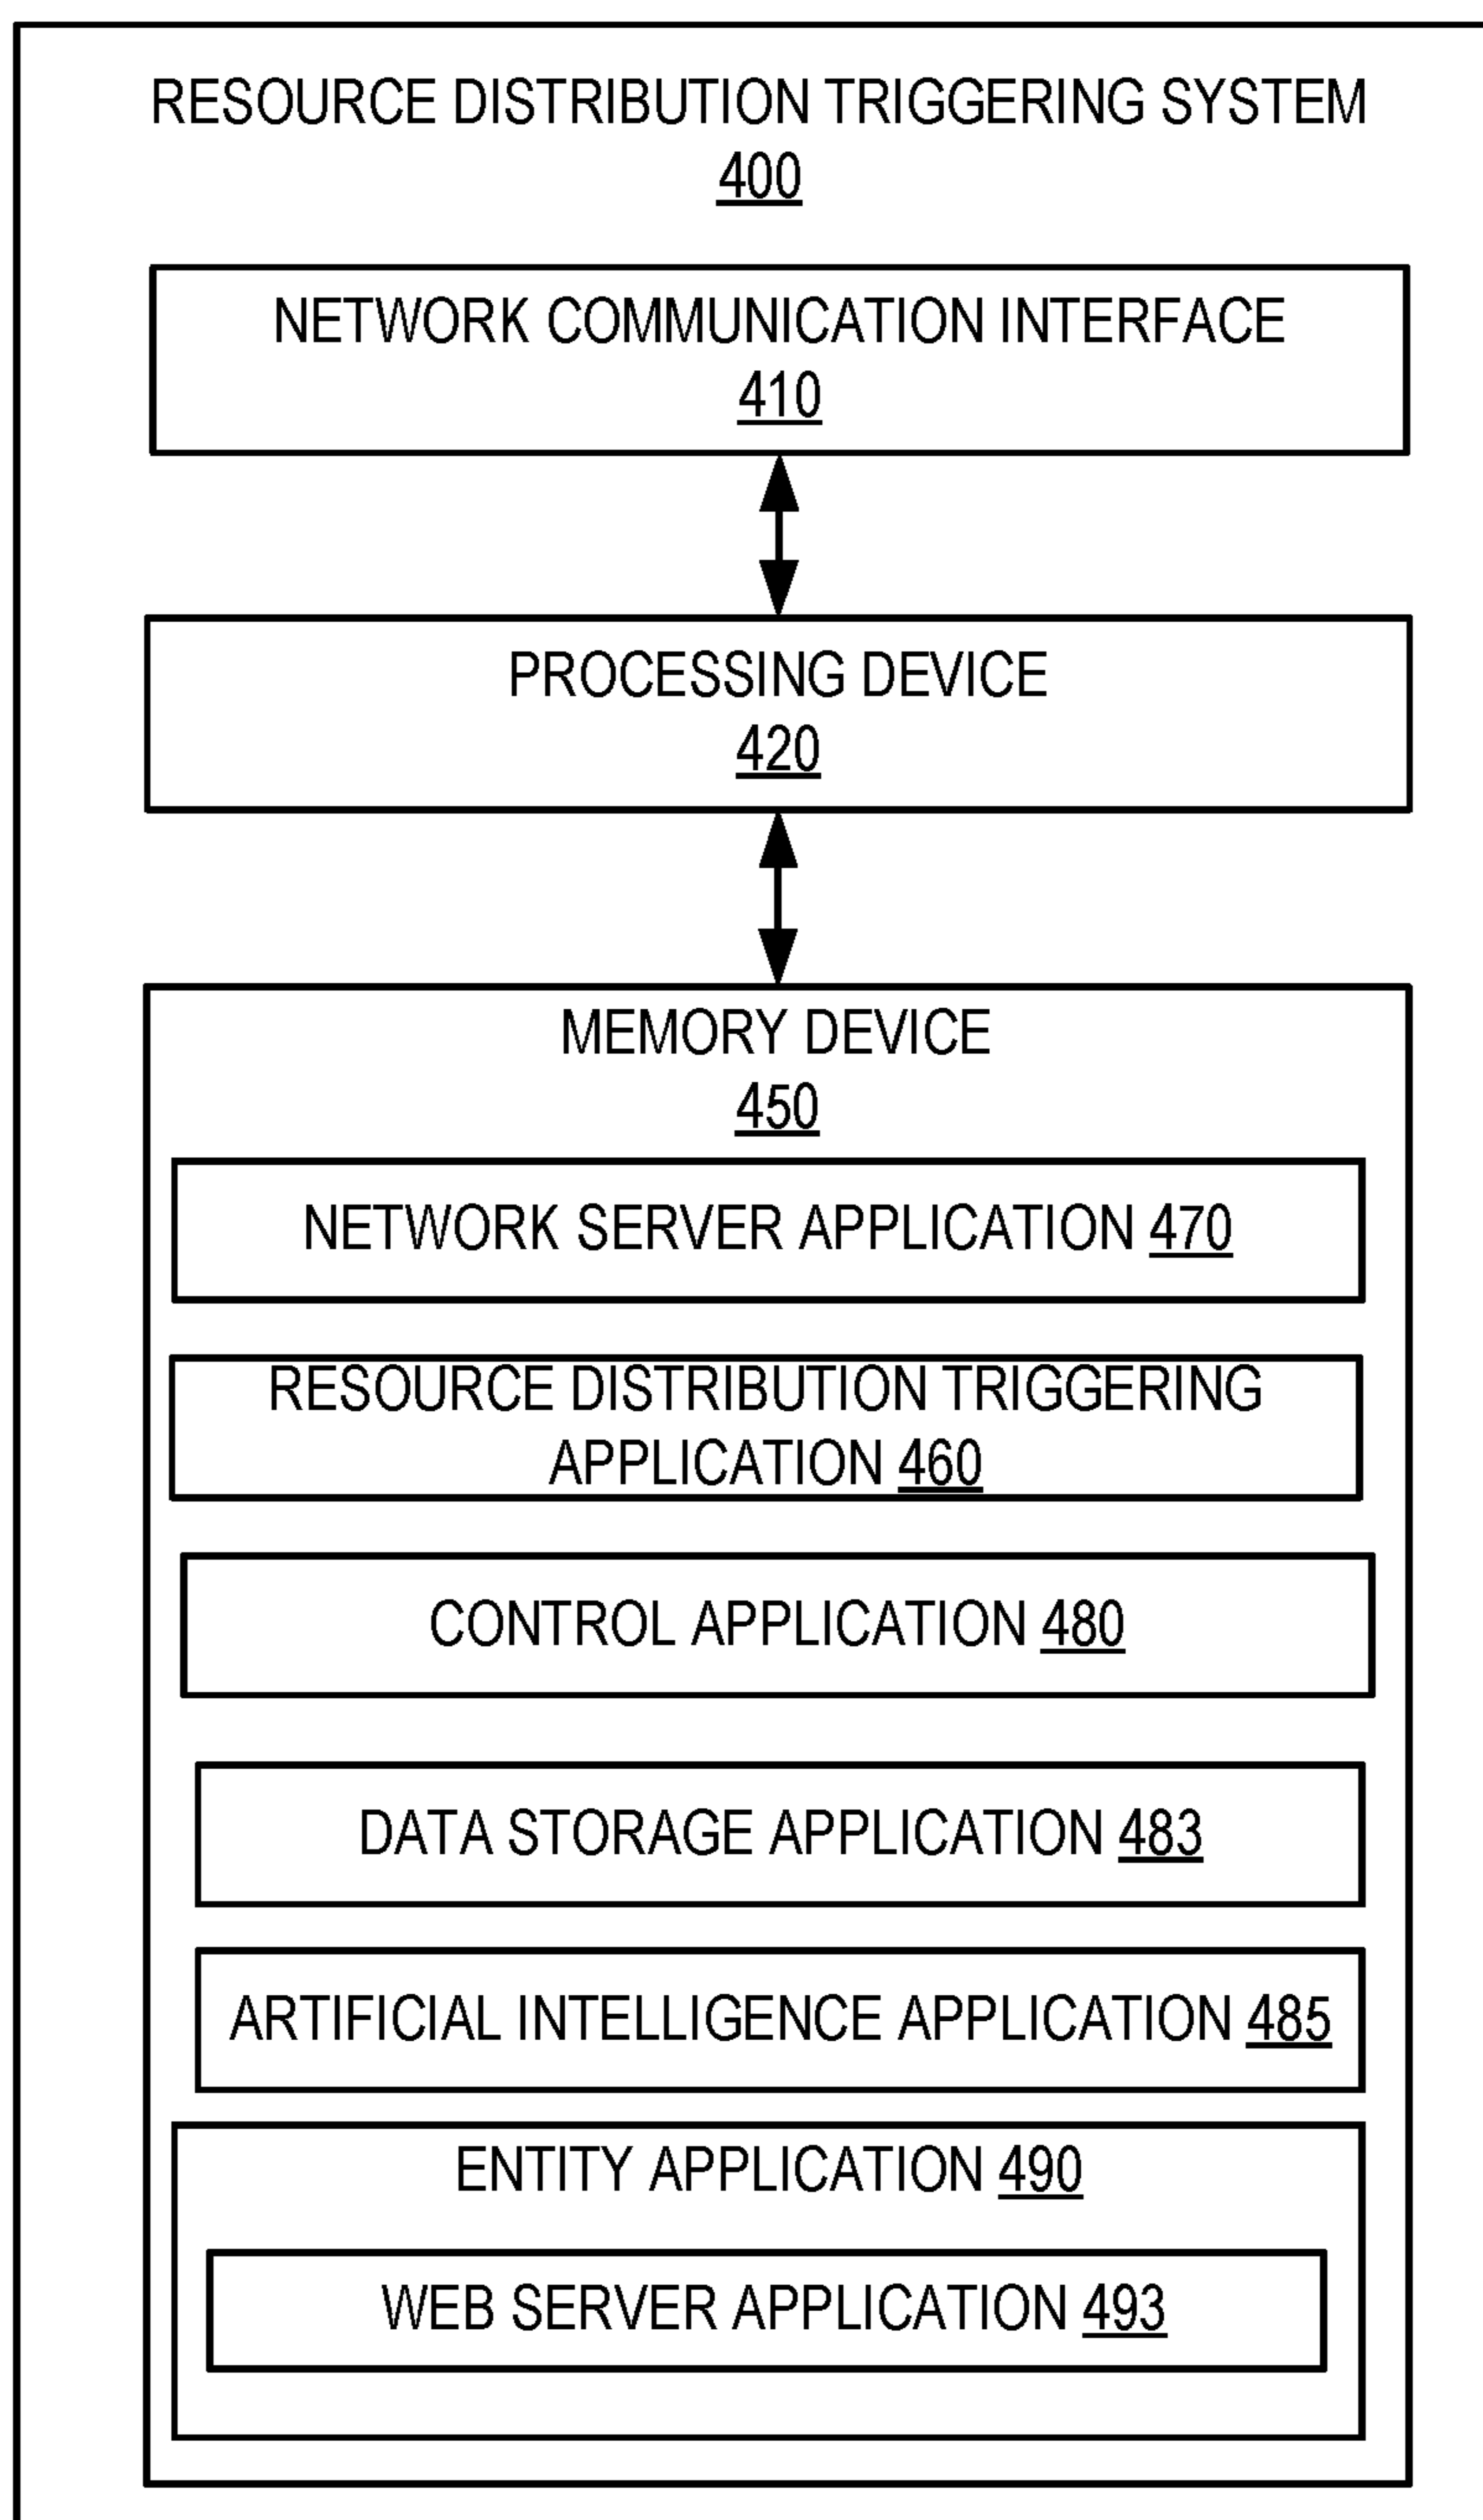 RESOURCE DISTRIBUTION TRIGGERING SYSTEM
400
NETWORK COMMUNICATION INTERFACE
410
PROCESSING DEVICE
420
MEMORY DEVICE
450
NETWORK SERVER APPLICATION 470
RESOURCE DISTRIBUTION TRIGGERING
APPLICATION 460
CONTROL APPLICATION 480
DATA STORAGE APPLICATION 483
ARTIFICIAL INTELLIGENCE APPLICATION 485
ENTITY APPLICATION 490
WEB SERVER APPLICATION 493